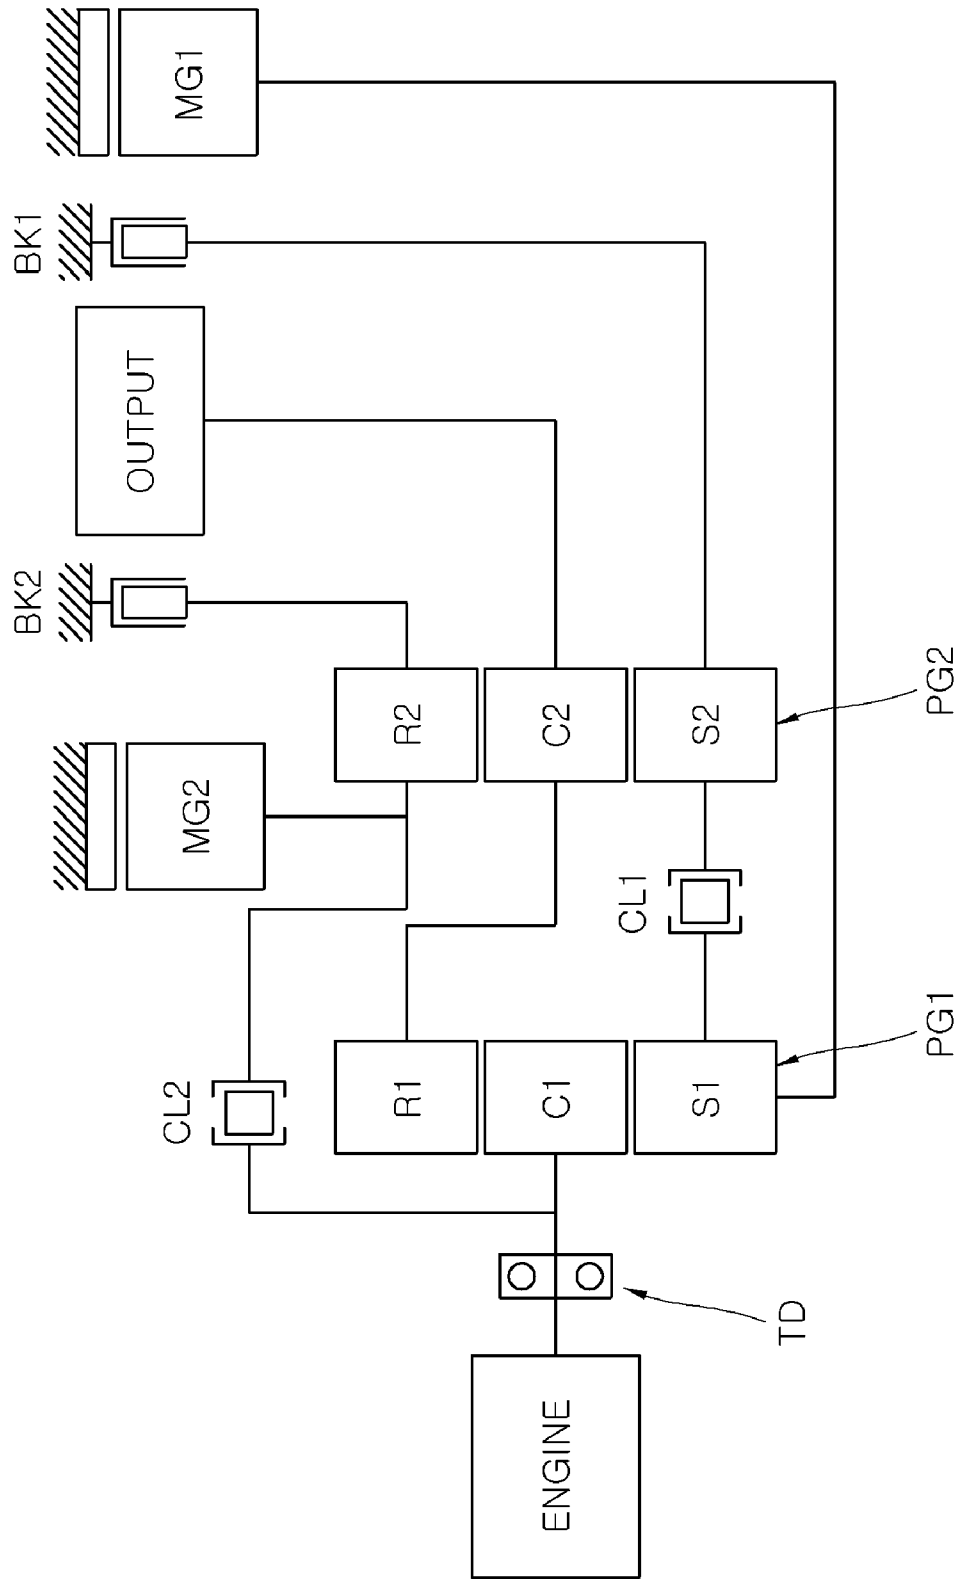 BK2
BK1
MG2
OUTPUT
MG1
CL2
R1
R2
ENGINE
C1
C2
S1
CL1
S2
TD
PG1
PG2